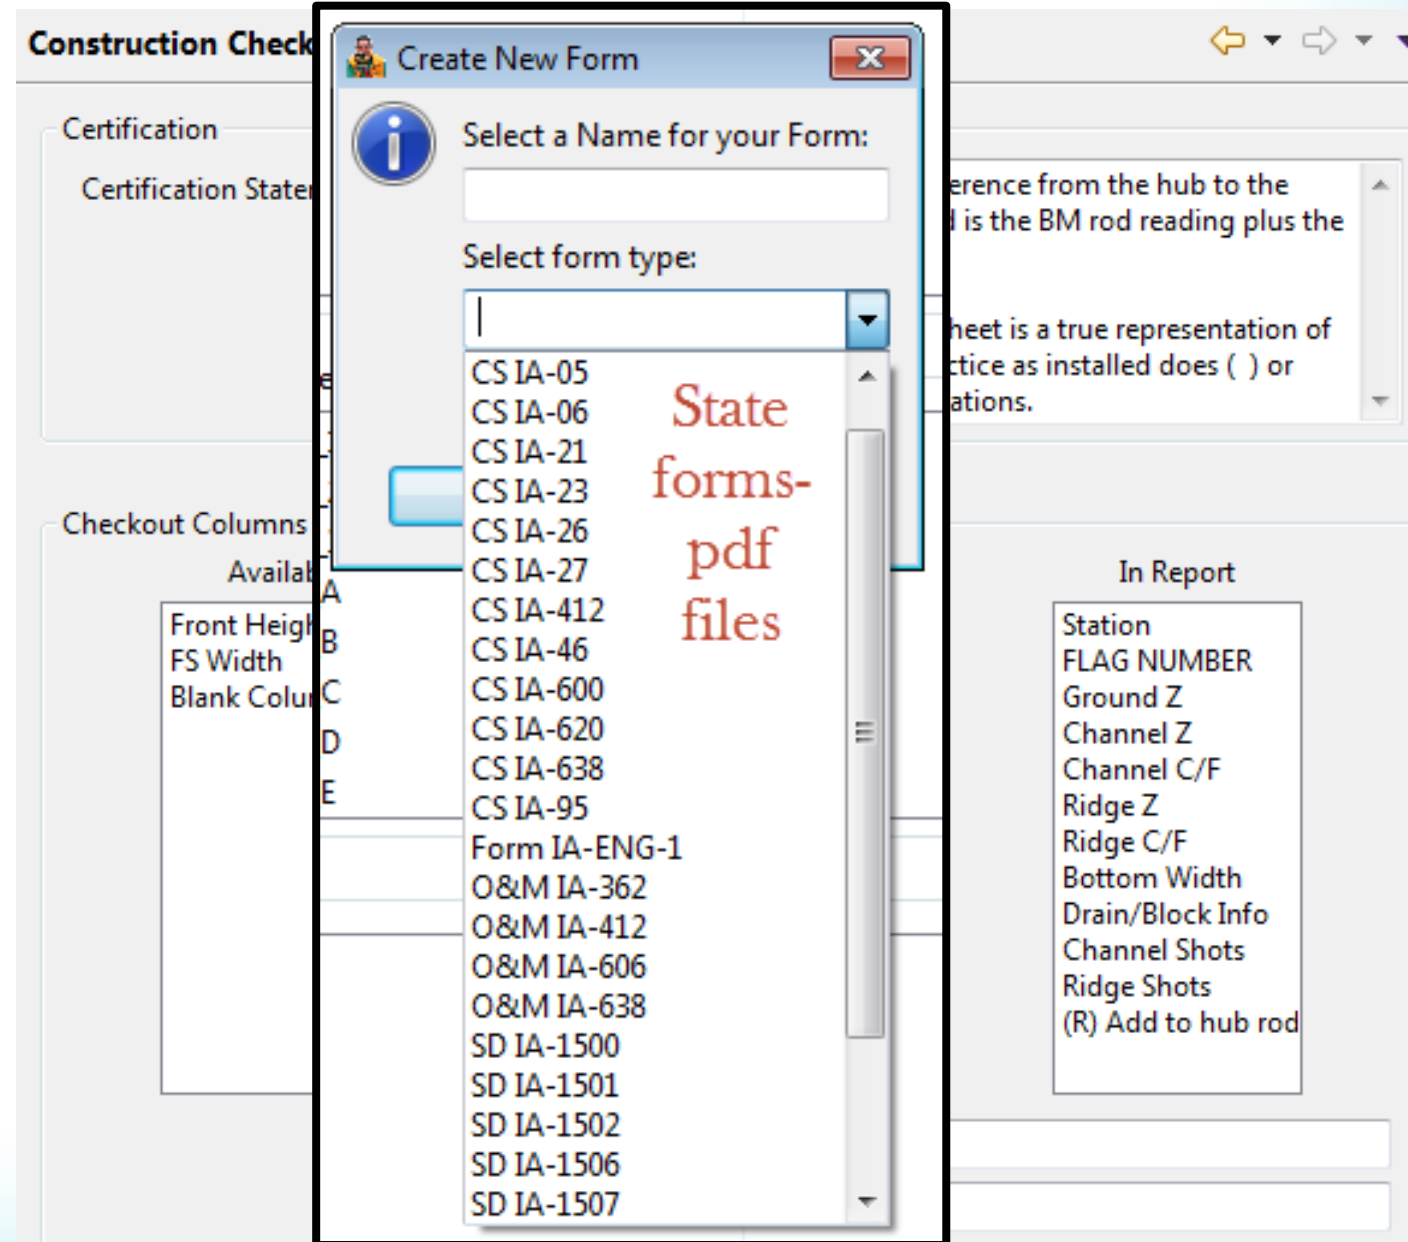 Construction Check
Create New Form
Certification
Select a Name for your Form:
Certification
erence from the hub to the
is the BM rod reading plus the
Select form type:
heet is a true representation of
ctice as installed does ( ) or
ations.
CS IA-05
CS IA-06
CS IA-21
CS IA-23
CS IA-26
CS IA-27
CS IA-412
CS IA-46
CS IA-600
CS IA-620
CS IA-638
CS IA-95
Form IA-ENG-1
O&M IA-362
O&M IA-412
O&M IA-606
O&M IA-638
SD IA-1500
SD IA-1501
SD IA-1502
SD IA-1506
SD IA-1507
State
forms-
pdf
files
Checkout Columns
Availab
Front Heigh
FS Width
Blank Colu
A
B
C
D
E
In Report
Station
FLAG NUMBER
Ground Z
Channel Z
Channel C/F
Ridge Z
Ridge C/F
Bottom Width
Drain/Block Info
Channel Shots
Ridge Shots
(R) Add to hub rod